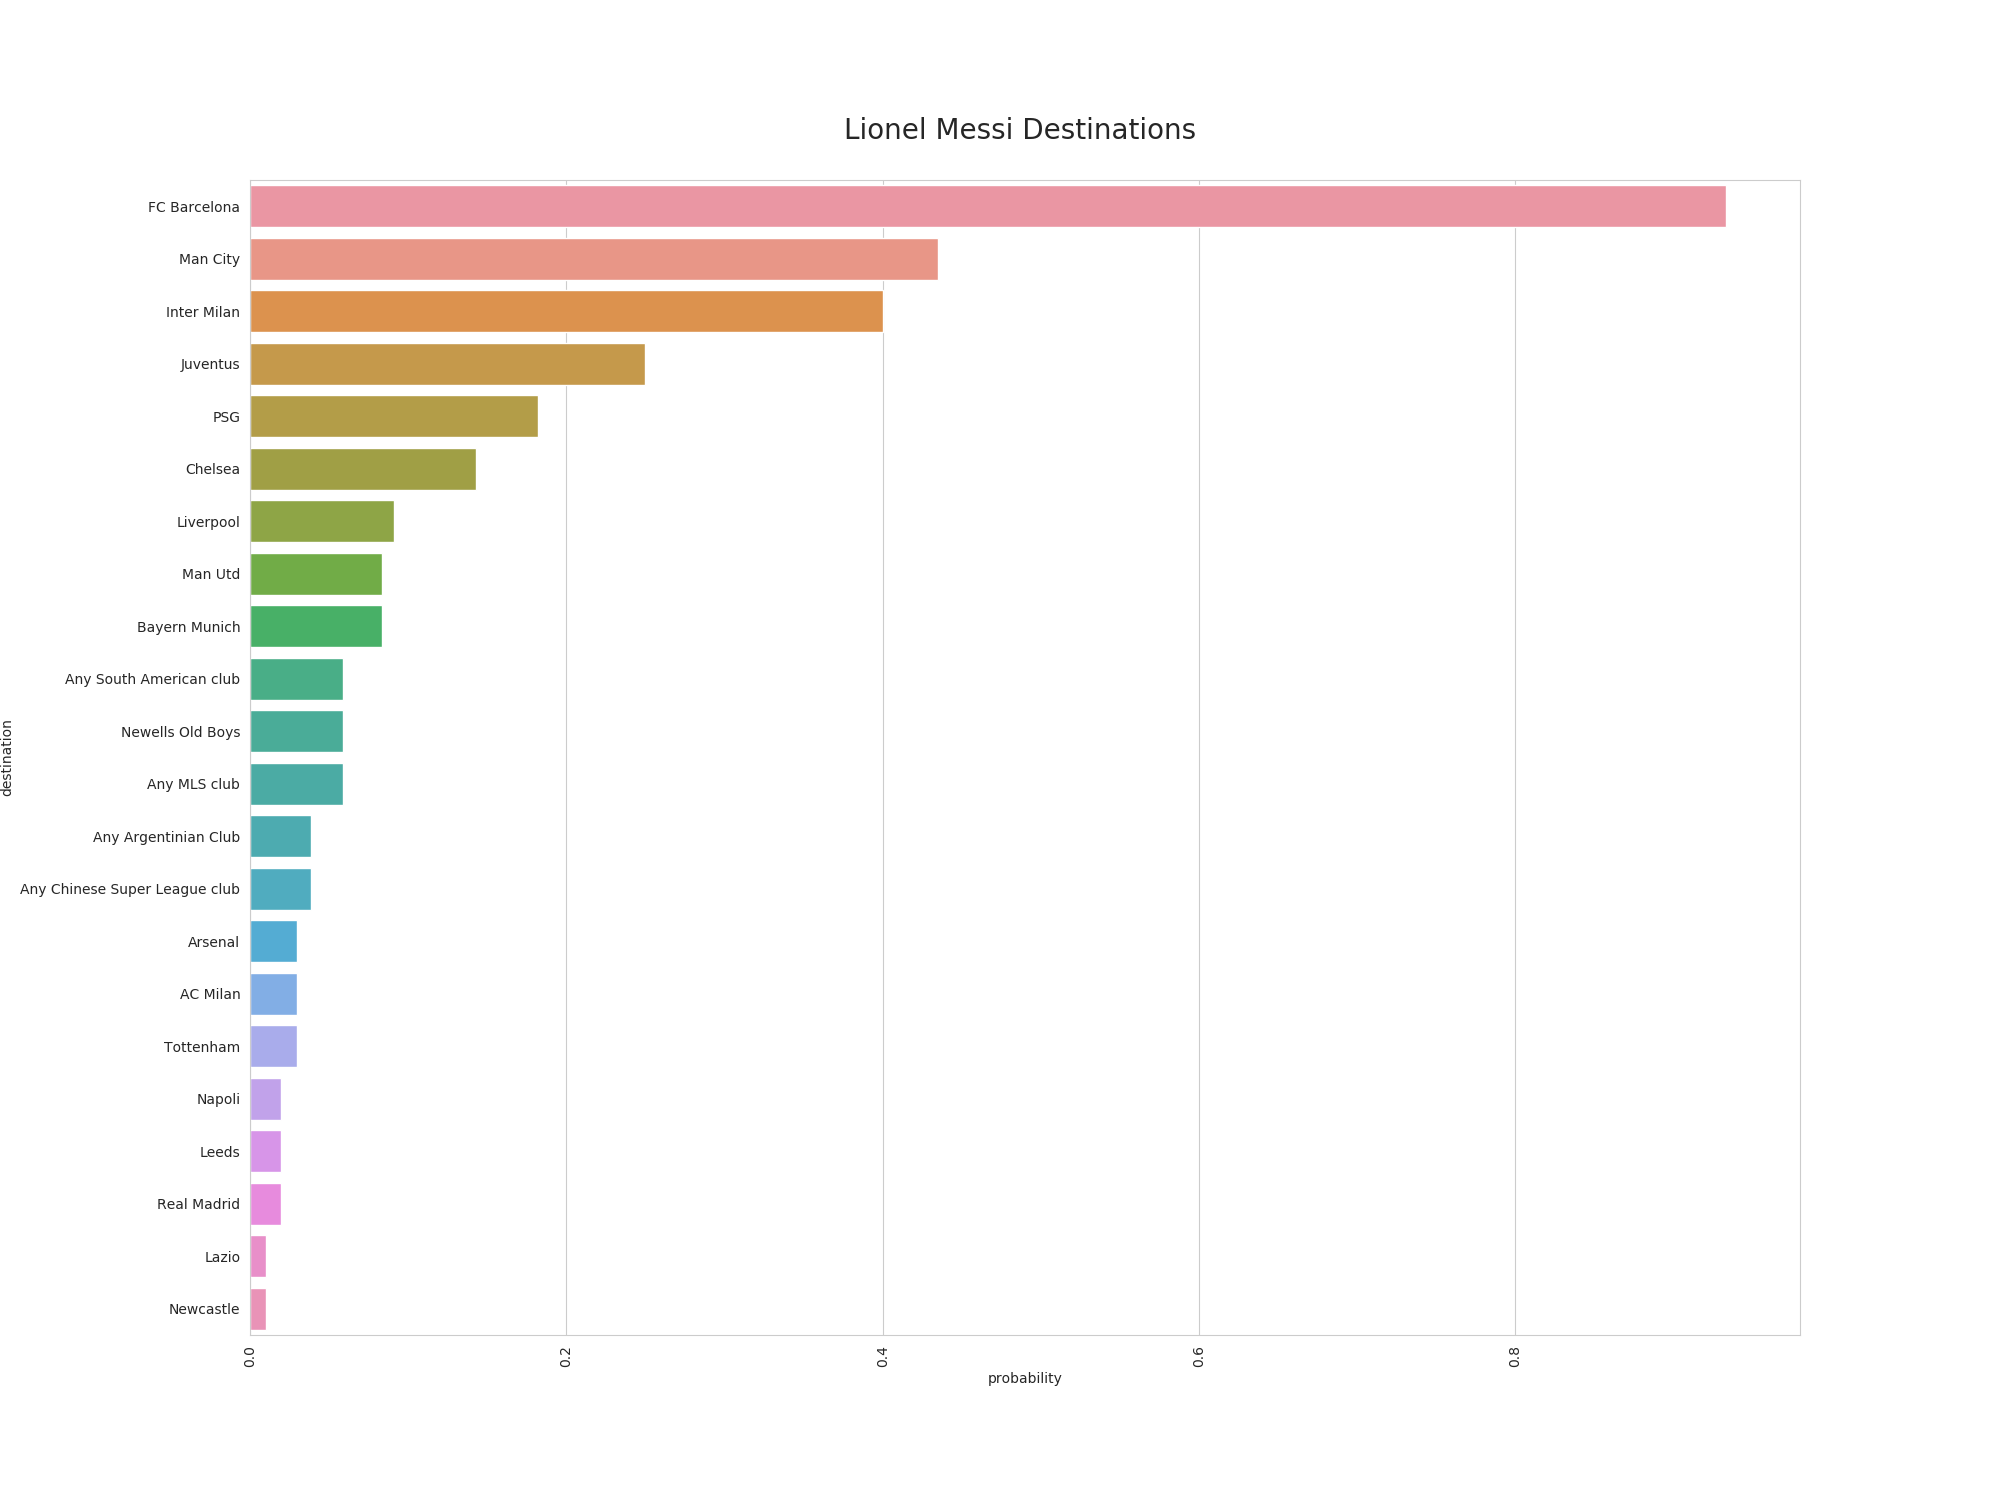 Lionel Messi Destinations
FC Barcelona
Man City
Inter Milan
Juventus
PSG
Chelsea
Liverpool
Man Utd
Bayern Munich
Any South American club
Newells Old Boys
Any MLS club
Any Argentinian Club
Any Chinese Super League club
Arsenal
AC Milan
Tottenham
Napoli
Leeds
Real Madrid
Lazio
Newcastle
destination
0.0
0.2
0.4
0.6
0.8
probability